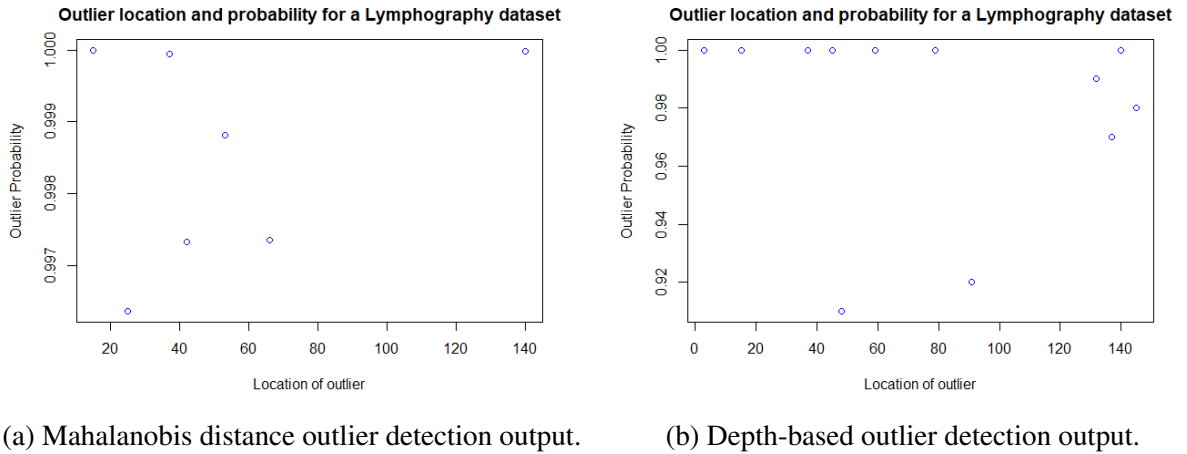 Outlier location and probability for a Lymphography dataset
Outlier Probability
1.000
0.999
0.998
0.997
20 40 60 80 100 120 140
Location of outlier
(a) Mahalanobis distance outlier detection output.
Outlier location and probability for a Lymphography dataset
Outlier Probability
1.00
0.98
0.96
0.94
0.92
0 20 40 60 80 100 120 140
Location of outlier
(b) Depth-based outlier detection output.